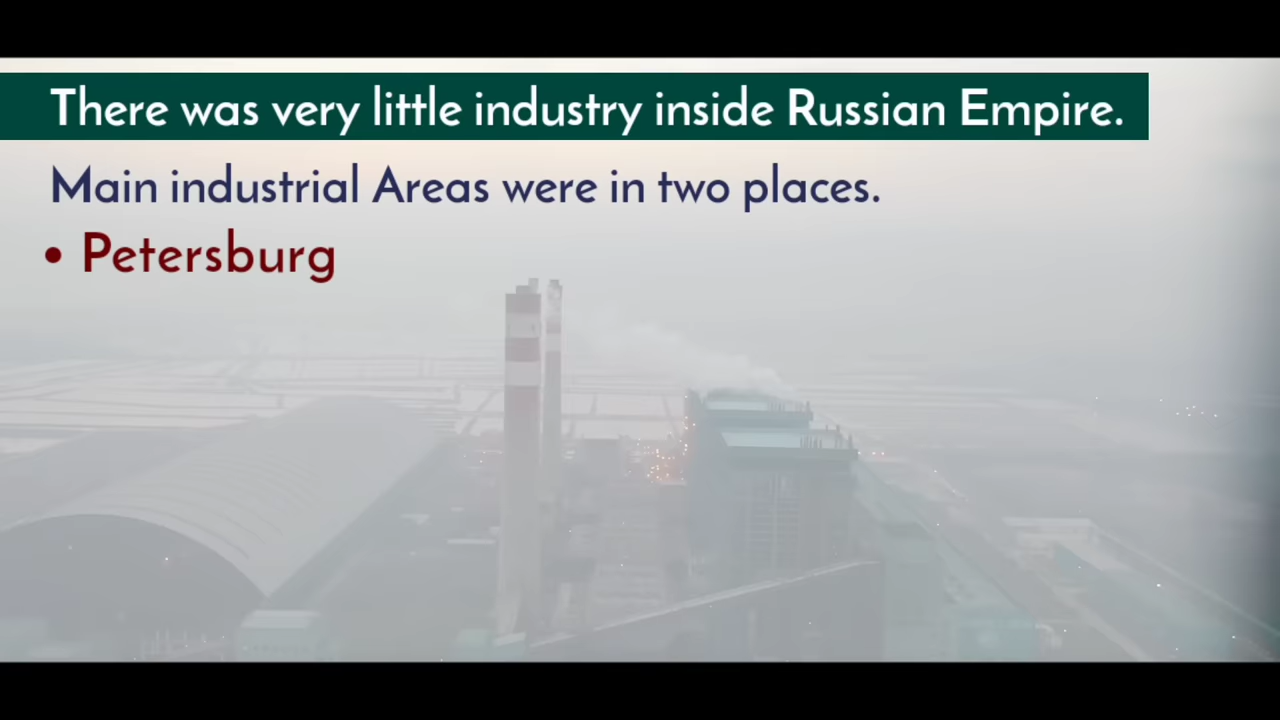 There was very little industry inside Russian Empire.
Main industrial Areas were in two places.
• Petersburg